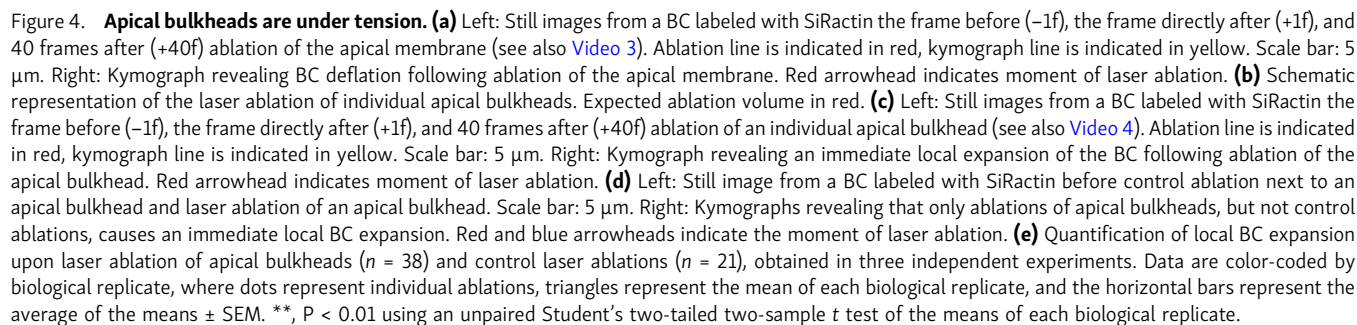 Figure 4. Apical bulkheads are under tension. (a) Left: Still images from a BC labeled with SiRactin the frame before (−1f), the frame directly after (+1f), and
40 frames after (+40f) ablation of the apical membrane (see also Video 3). Ablation line is indicated in red, kymograph line is indicated in yellow. Scale bar: 5
µm. Right: Kymograph revealing BC deflation following ablation of the apical membrane. Red arrowhead indicates moment of laser ablation. (b) Schematic
representation of the laser ablation of individual apical bulkheads. Expected ablation volume in red. (c) Left: Still images from a BC labeled with SiRactin the
frame before (−1f), the frame directly after (+1f), and 40 frames after (+40f) ablation of an individual apical bulkhead (see also Video 4). Ablation line is indicated
in red, kymograph line is indicated in yellow. Scale bar: 5 µm. Right: Kymograph revealing an immediate local expansion of the BC following ablation of the
apical bulkhead. Red arrowhead indicates moment of laser ablation. (d) Left: Still image from a BC labeled with SiRactin before control ablation next to an
apical bulkhead and laser ablation of an apical bulkhead. Scale bar: 5 µm. Right: Kymographs revealing that only ablations of apical bulkheads, but not control
ablations, causes an immediate local BC expansion. Red and blue arrowheads indicate the moment of laser ablation. (e) Quantification of local BC expansion
upon laser ablation of apical bulkheads (n = 38) and control laser ablations (n = 21), obtained in three independent experiments. Data are color-coded by
biological replicate, where dots represent individual ablations, triangles represent the mean of each biological replicate, and the horizontal bars represent the
average of the means ± SEM. **, P < 0.01 using an unpaired Student’s two-tailed two-sample t test of the means of each biological replicate.